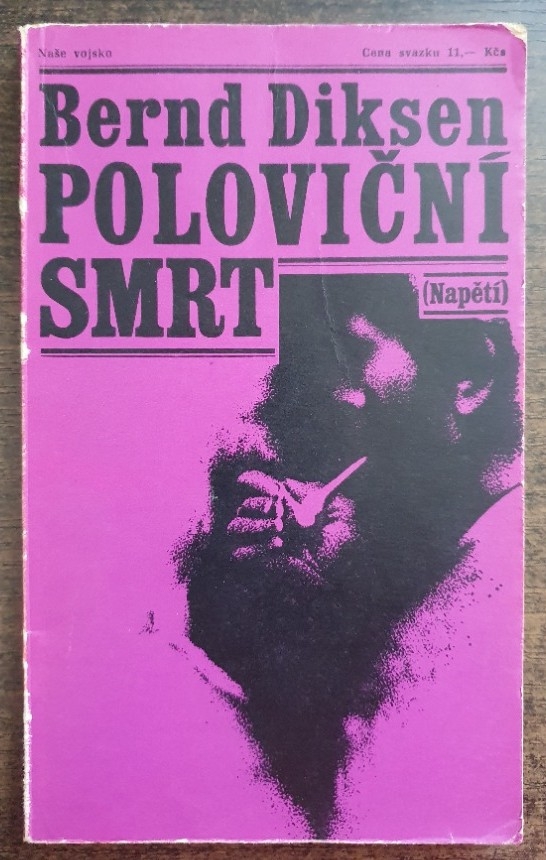 Naše vojsko Cena svazku 11,— Kčs
Bernd Diksen
POLOVIČNÍ
SMRT
(Napětí)